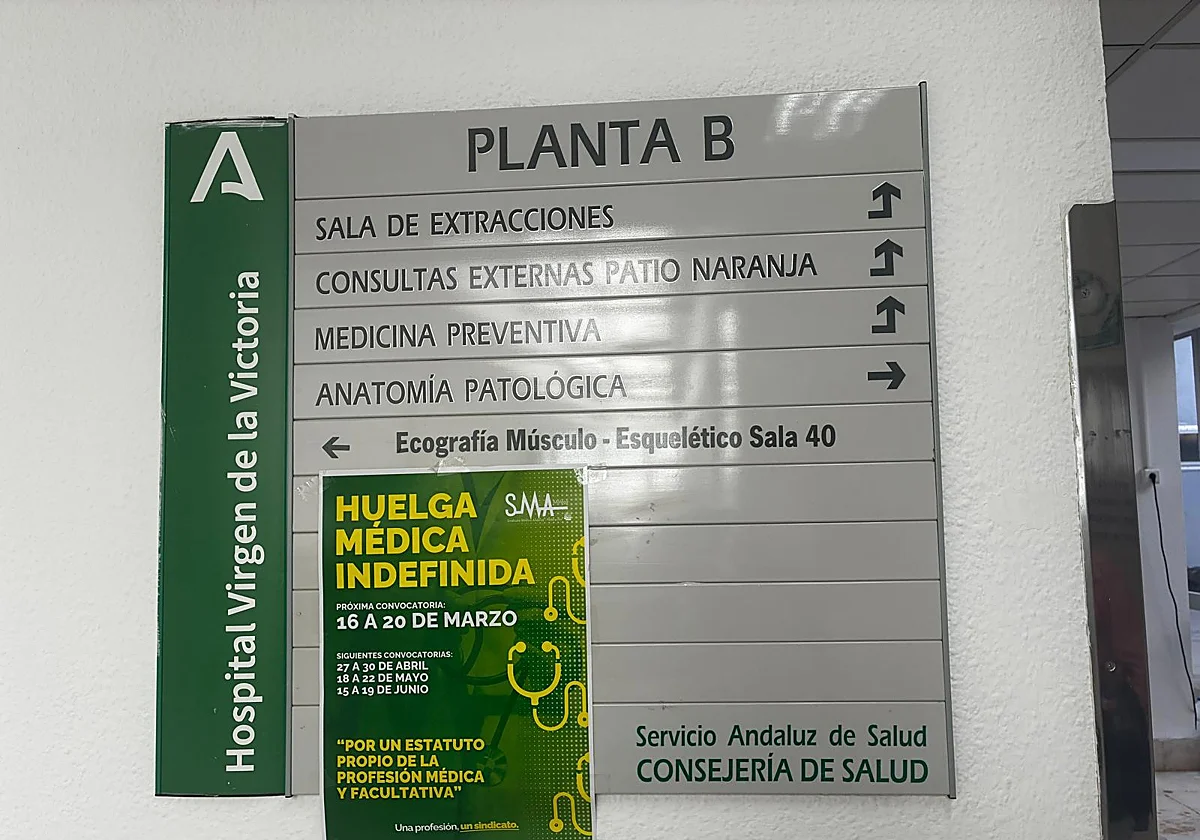 Hospital Virgen de la Victoria
PLANTA B
SALA DE EXTRACCIONES
CONSULTAS EXTERNAS PATIO NARANJA
MEDICINA PREVENTIVA
ANATOMÍA PATOLÓGICA
Ecografía Músculo - Esquelético Sala 40
HUELGA
MÉDICA
INDEFINIDA
SMA
PRÓXIMA CONVOCATORIA:
16 A 20 DE MARZO
SIGUIENTES CONVOCATORIAS:
27 A 30 DE ABRIL
18 A 22 DE MAYO
15 A 19 DE JUNIO
“POR UN ESTATUTO
PROPIO DE LA
PROFESIÓN MÉDICA
Y FACULTATIVA”
Una profesión, un sindicato.
Servicio Andaluz de Salud
CONSEJERÍA DE SALUD